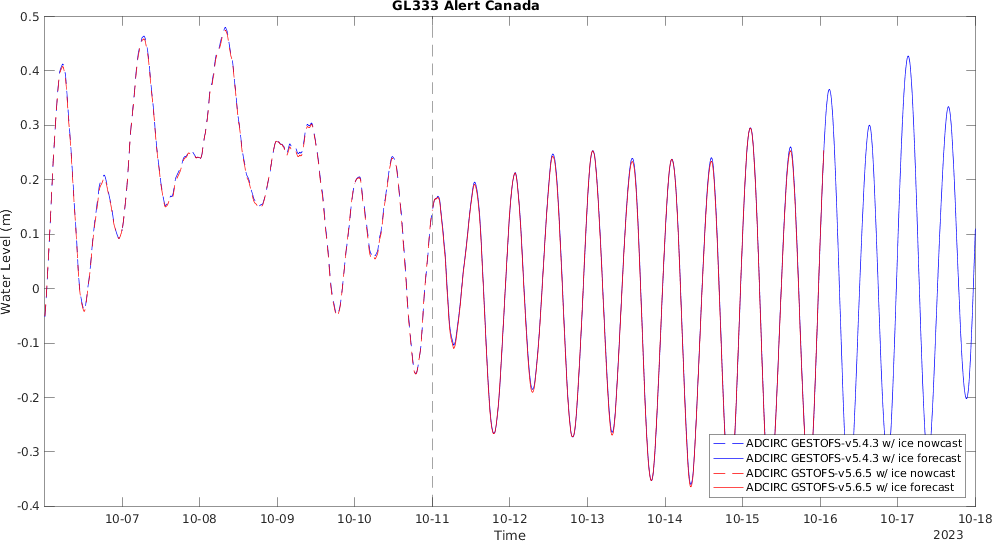 GL333 Alert Canada
0.5
0.4
0.3
0.2
0.1
0
-0.1
-0.2
-0.3
-0.4
Water Level (m)
ADCIRC GESTOFS-v5.4.3 w/ ice nowcast
ADCIRC GESTOFS-v5.4.3 w/ ice forecast
ADCIRC GSTOFS-v5.6.5 w/ ice nowcast
ADCIRC GSTOFS-v5.6.5 w/ ice forecast
10-07 10-08 10-09 10-10 10-11 10-12 10-13 10-14 10-15 10-16 10-17 10-18
Time
2023